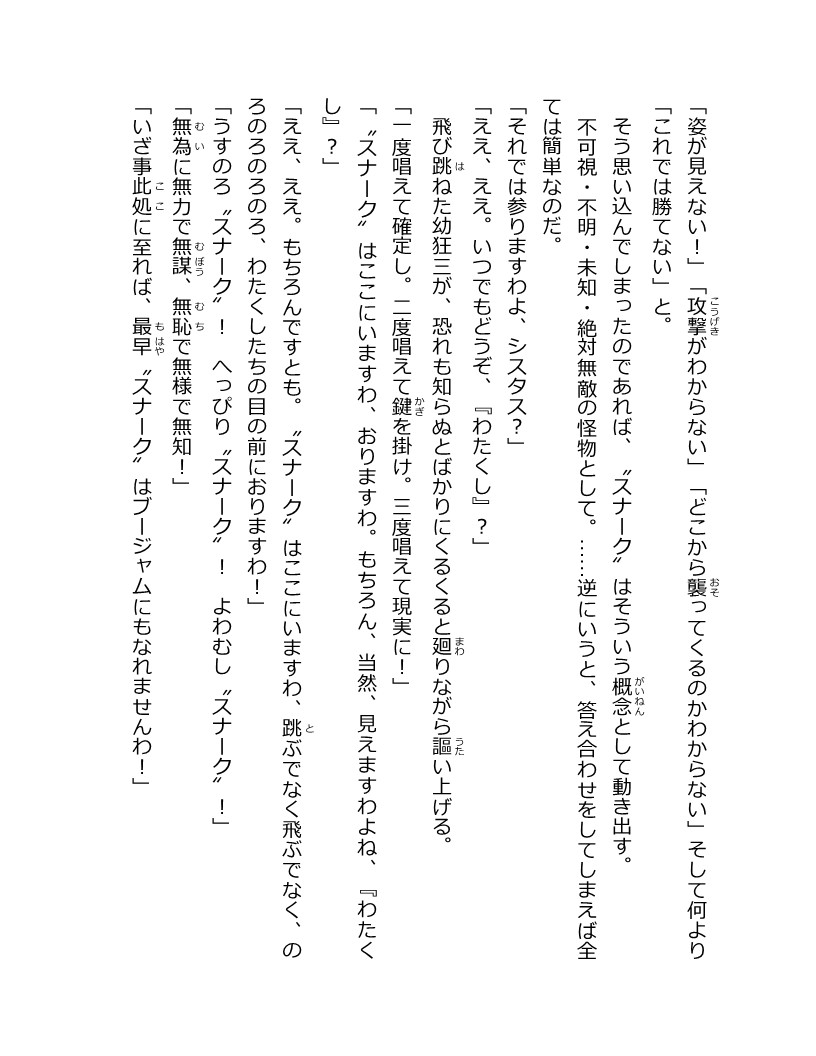 「姿が見えない！」「攻撃がわからない」「どこから襲ってくるのかわからない」そして何より
「これでは勝てない」と。
　そう思い込んでしまったのであれば、〝スナーク〟はそういう概念として動き出す。
　不可視・不明・未知・絶対無敵の怪物として。……逆にいうと、答え合わせをしてしまえば全
ては簡単なのだ。
「それでは参りますわよ、シスタス？」
「ええ、ええ。いつでもどうぞ、『わたくし』？」
　飛び跳ねた幼狂三が、恐れも知らぬとばかりにくるくると廻りながら謳い上げる。
「一度唱えて確定し。二度唱えて鍵を掛け。三度唱えて現実に！」
「〝スナーク〟はここにいますわ、おりますわ。もちろん、当然、見えますわよね、『わたく
し』？」
「ええ、ええ。もちろんですとも。〝スナーク〟はここにいますわ、跳ぶでなく飛ぶでなく、の
ろのろのろのろ、わたくしたちの目の前におりますわ！」
「うすのろ〝スナーク〟！　へっぴり〝スナーク〟！　よわむし〝スナーク〟！」
「無為に無力で無謀、無恥で無様で無知！」
「いざ事此処に至れば、最早〝スナーク〟はブージャムにもなれませんわ！」